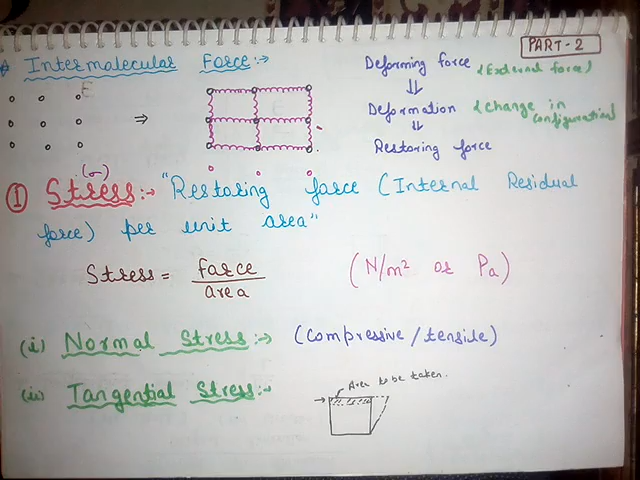 PART-2
Intermolecular Force:→
Deforming force (External force)
⇓
Deformation (change in configuration)
⇓
Restoring force
⇒
(σ)
① Stress:→ "Restoring force (Internal Residual
force) per unit area"
Stress = force/area (N/m² or Pa)
(i) Normal Stress:→ (Compressive/tensile)
(ii) Tangential Stress:→
Area to be taken.